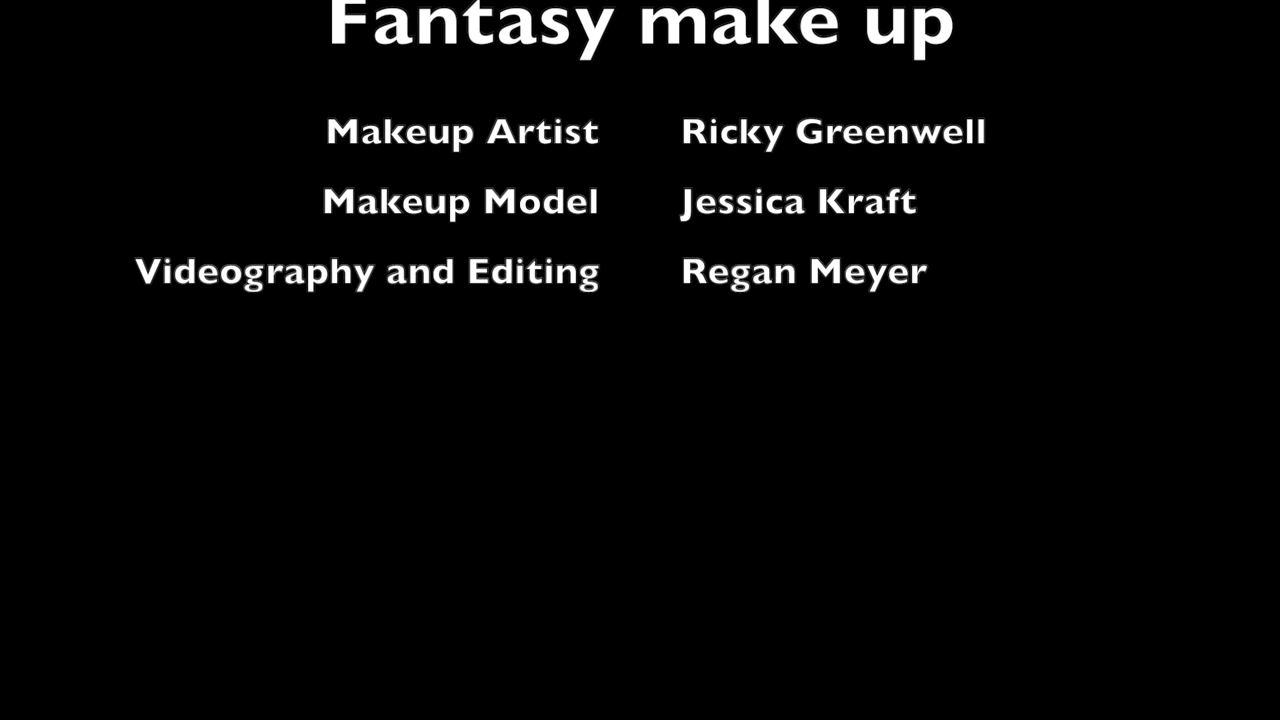 Fantasy make up
Makeup Artist Ricky Greenwell
Makeup Model Jessica Kraft
Videography and Editing Regan Meyer